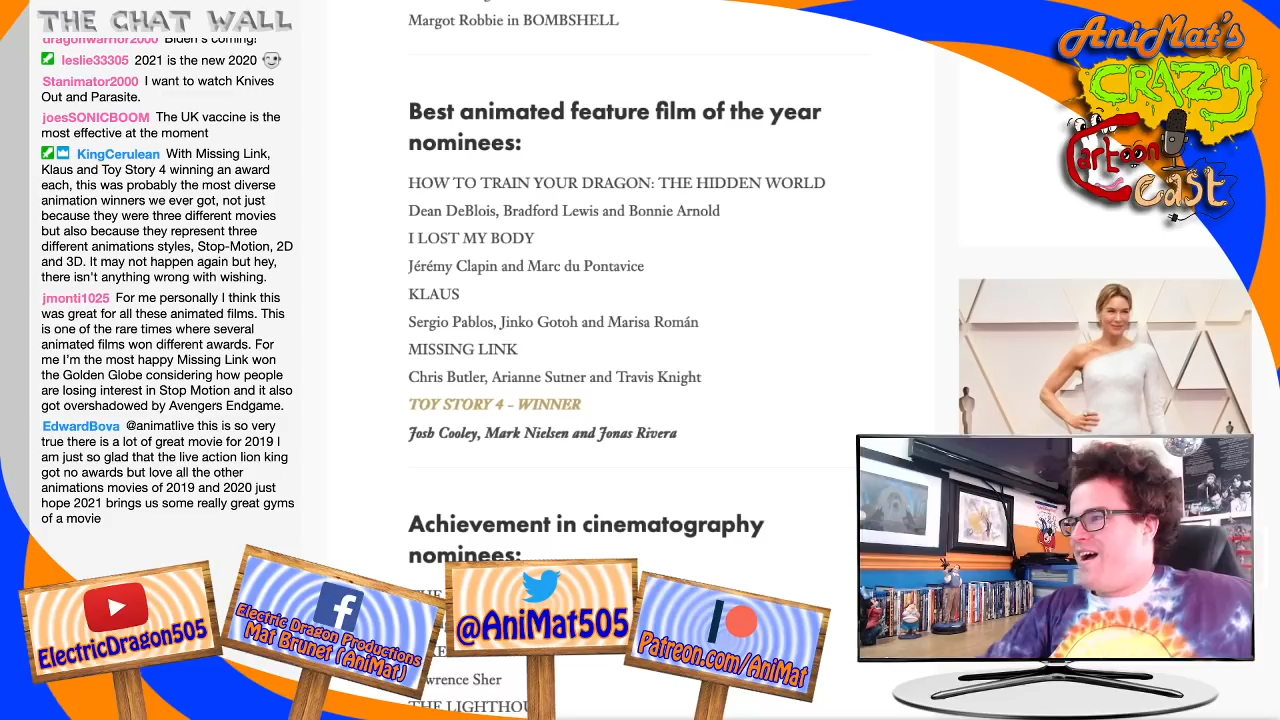 THE CHAT WALL
dragonwarrior2000 Biden's coming!
leslie33305 2021 is the new 2020
Stanimator2000 I want to watch Knives
Out and Parasite.
joesSONICBOOM The UK vaccine is the
most effective at the moment
KingCerulean With Missing Link,
Klaus and Toy Story 4 winning an award
each, this was probably the most diverse
animation winners we ever got, not just
because they were three different movies
but also because they represent three
different animations styles, Stop-Motion, 2D
and 3D. It may not happen again but hey,
there isn't anything wrong with wishing.
jmonti1025 For me personally I think this
was great for all these animated films. This
is one of the rare times where several
animated films won different awards. For
me I'm the most happy Missing Link won
the Golden Globe considering how people
are losing interest in Stop Motion and it also
got overshadowed by Avengers Endgame.
EdwardBova @animatlive this is so very
true there is a lot of great movie for 2019 I
am just so glad that the live action lion king
got no awards but love all the other
animations movies of 2019 and 2020 just
hope 2021 brings us some really great gyms
of a movie
Margot Robbie in BOMBSHELL
Best animated feature film of the year
nominees:
HOW TO TRAIN YOUR DRAGON: THE HIDDEN WORLD
Dean DeBlois, Bradford Lewis and Bonnie Arnold
I LOST MY BODY
Jérémy Clapin and Marc du Pontavice
KLAUS
Sergio Pablos, Jinko Gotoh and Marisa Román
MISSING LINK
Chris Butler, Arianne Sutner and Travis Knight
TOY STORY 4 – WINNER
Josh Cooley, Mark Nielsen and Jonas Rivera
Achievement in cinematography
nominees:
THE
wrence Sher
THE LIGHTHOU
AniMat's
CRAZY
Cartoon
Cast
ElectricDragon505
Electric Dragon Productions
Mat Brunet (AniMat)
@AniMat505
Patreon.com/AniMat